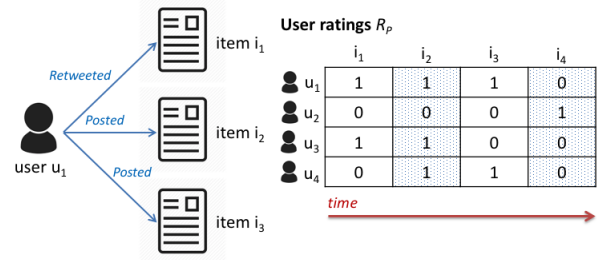 Retweeted
Posted
Posted
user u1
item i1
item i2
item i3
User ratings RP
i1 i2 i3 i4
u1 1 1 1 0
u2 0 0 0 1
u3 1 1 0 0
u4 0 1 1 0
time